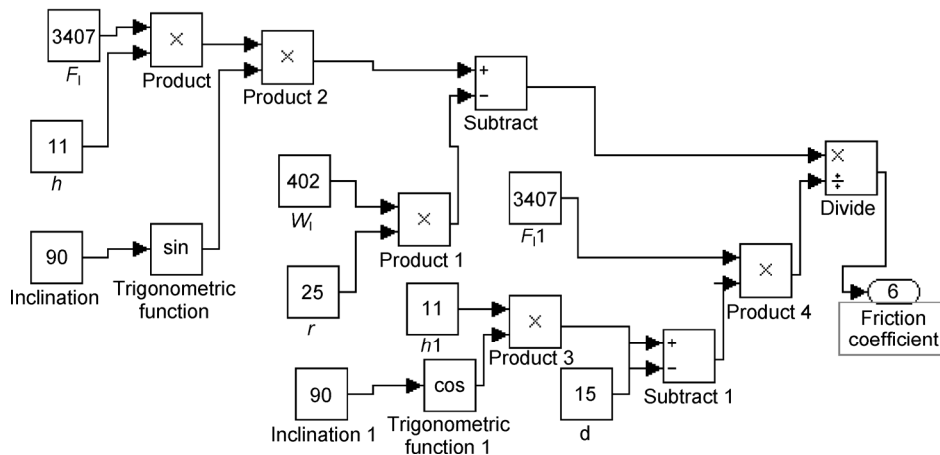 3407
F₁
×
Product
×
Product 2
+
−
Subtract
11
h
402
W₁
×
Product 1
3407
F₁1
×
÷
Divide
90
Inclination
sin
Trigonometric
function
25
r
11
h1
×
Product 3
×
Product 4
6
Friction
coefficient
90
Inclination 1
cos
Trigonometric
function 1
15
d
+
−
Subtract 1